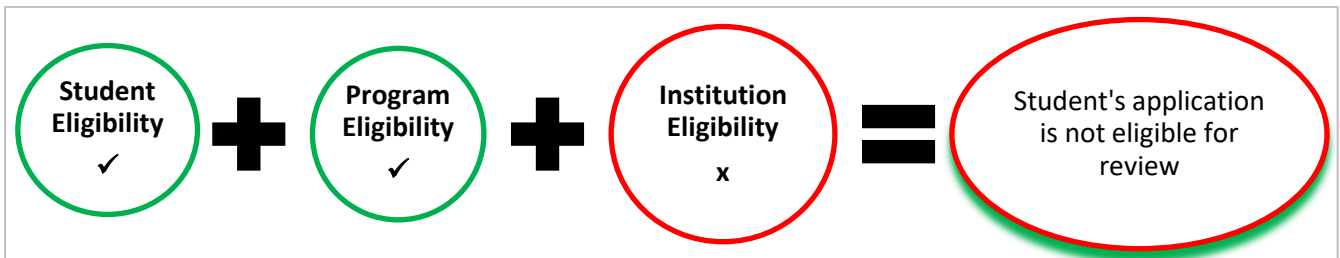 Student
Eligibility
✓
Program
Eligibility
✓
Institution
Eligibility
x
Student's application
is not eligible for
review